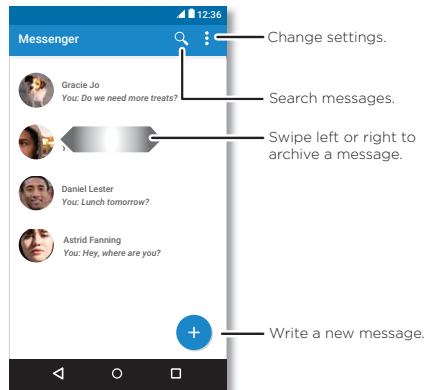 12:36
Messenger
Change settings.
Gracie Jo
You: Do we need more treats?
Search messages.
Swipe left or right to
archive a message.
Daniel Lester
You: Lunch tomorrow?
Astrid Fanning
You: Hey, where are you?
Write a new message.